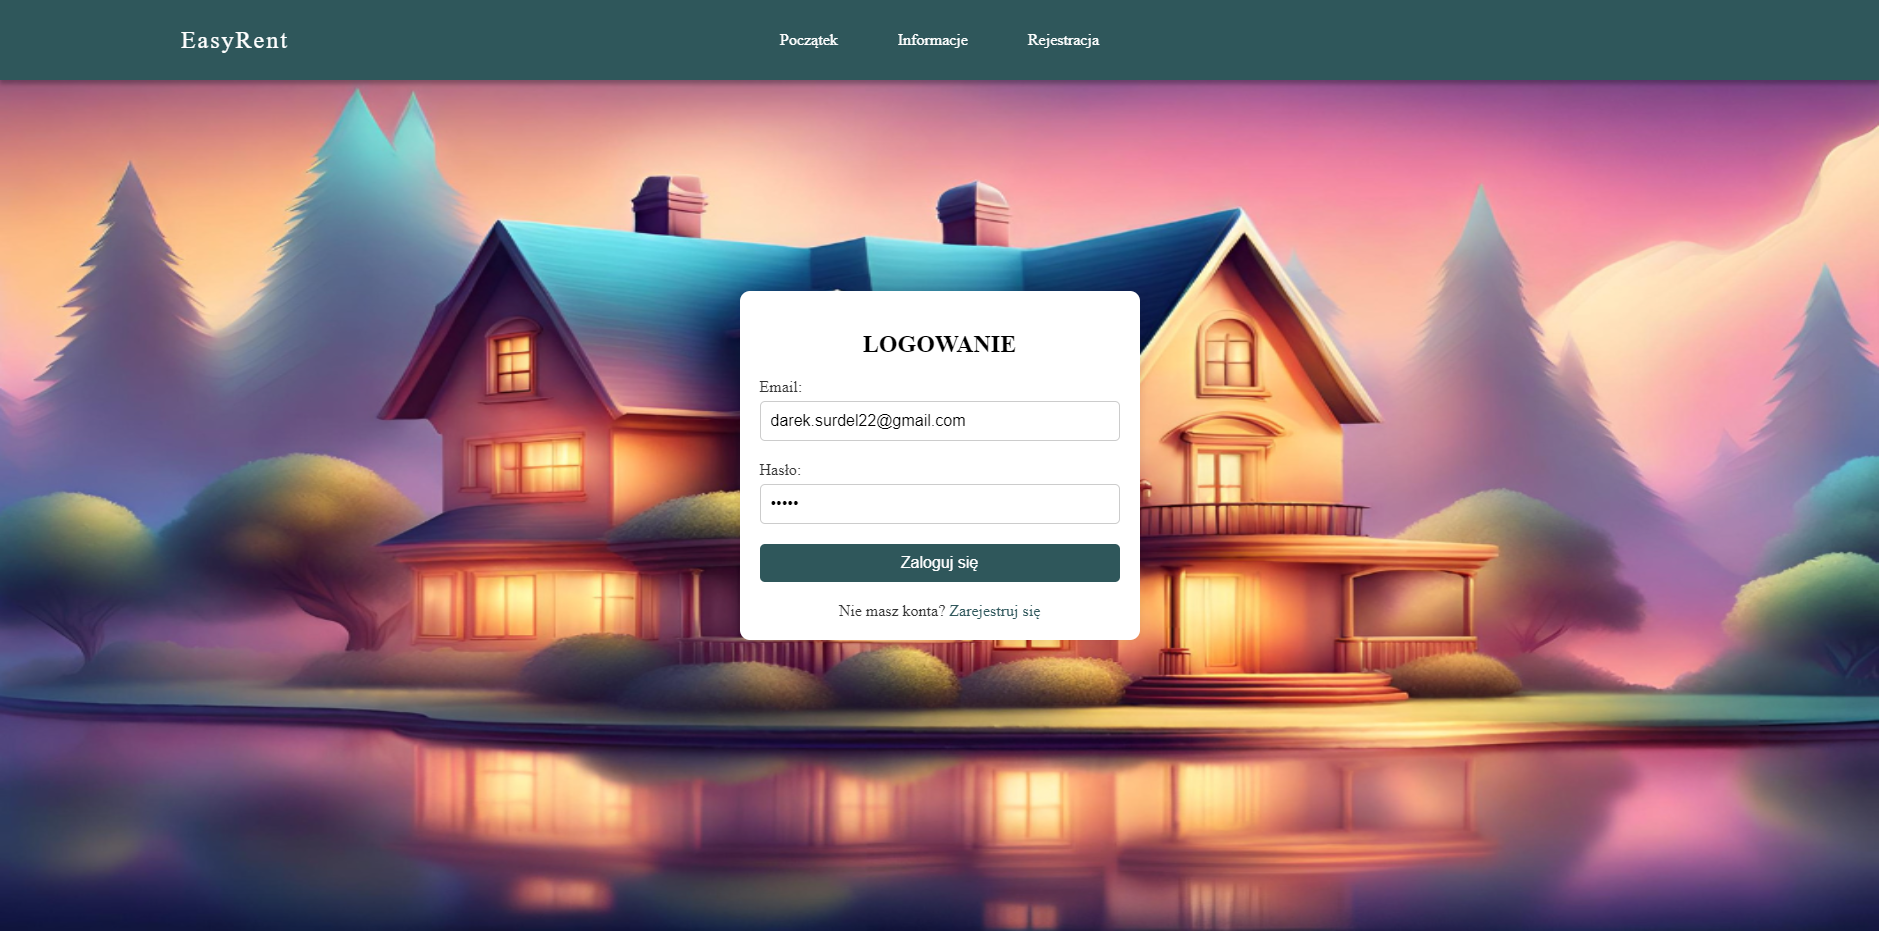 EasyRent
Początek Informacje Rejestracja
LOGOWANIE
Email:
darek.surdel22@gmail.com
Hasło:
•••••
Zaloguj się
Nie masz konta? Zarejestruj się